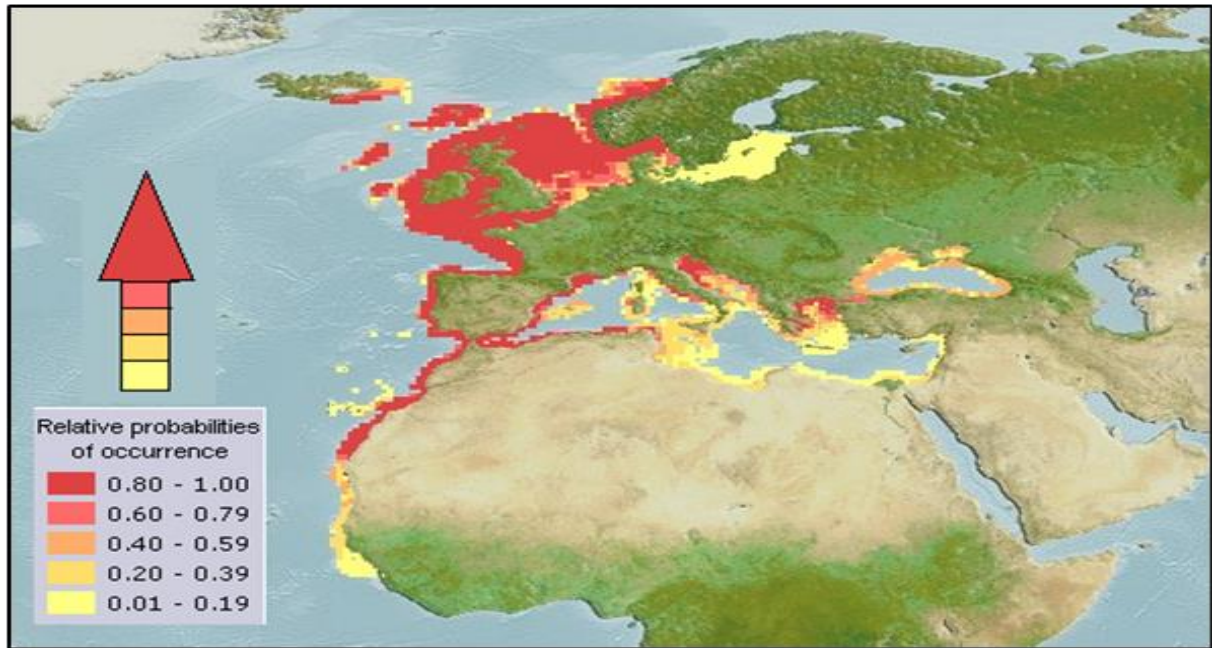 Relative probabilities
of occurrence
0.80 - 1.00
0.60 - 0.79
0.40 - 0.59
0.20 - 0.39
0.01 - 0.19